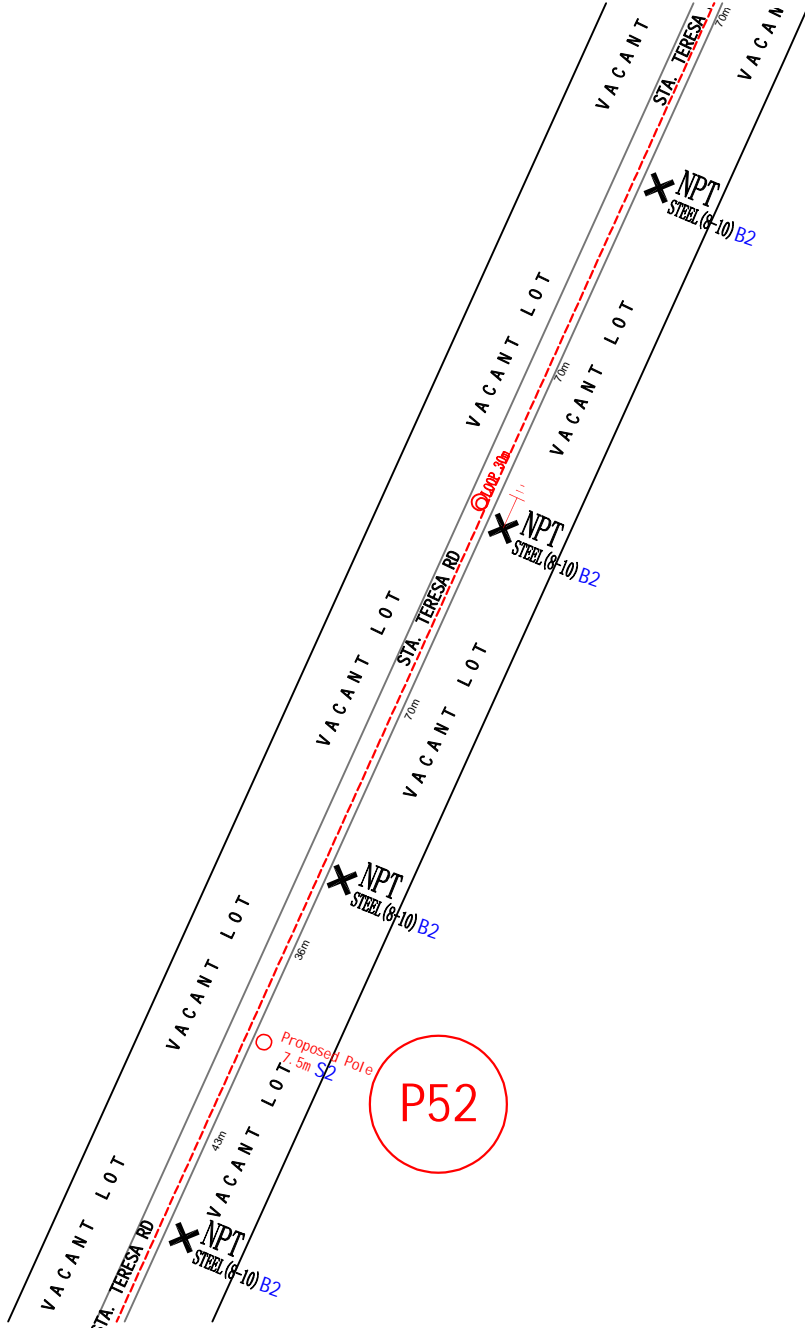 VACANT
STA. TERESA
70m
VACAN
NPT
STEEL (8-10) B2
VACANT LOT
VACANT LOT
70m
LOOP 30m
NPT
STEEL (8-10) B2
STA. TERESA RD
VACANT LOT
VACANT LOT
70m
NPT
STEEL (8-10) B2
VACANT LOT
36m
Proposed Pole
7.5m S2
P52
VACANT LOT
43m
VACANT LOT
STA. TERESA RD
NPT
STEEL (8-10) B2